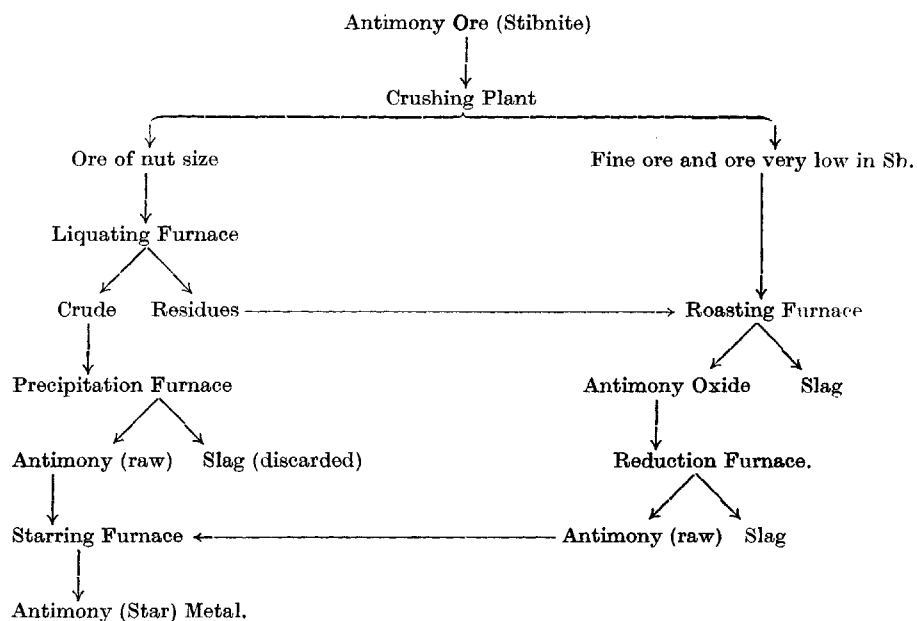 Antimony Ore (Stibnite)
Crushing Plant
Ore of nut size
Fine ore and ore very low in Sb.
Liquating Furnace
Crude
Residues
Roasting Furnace
Precipitation Furnace
Antimony Oxide
Slag
Antimony (raw)
Slag (discarded)
Reduction Furnace.
Starring Furnace
Antimony (raw)
Slag
Antimony (Star) Metal.